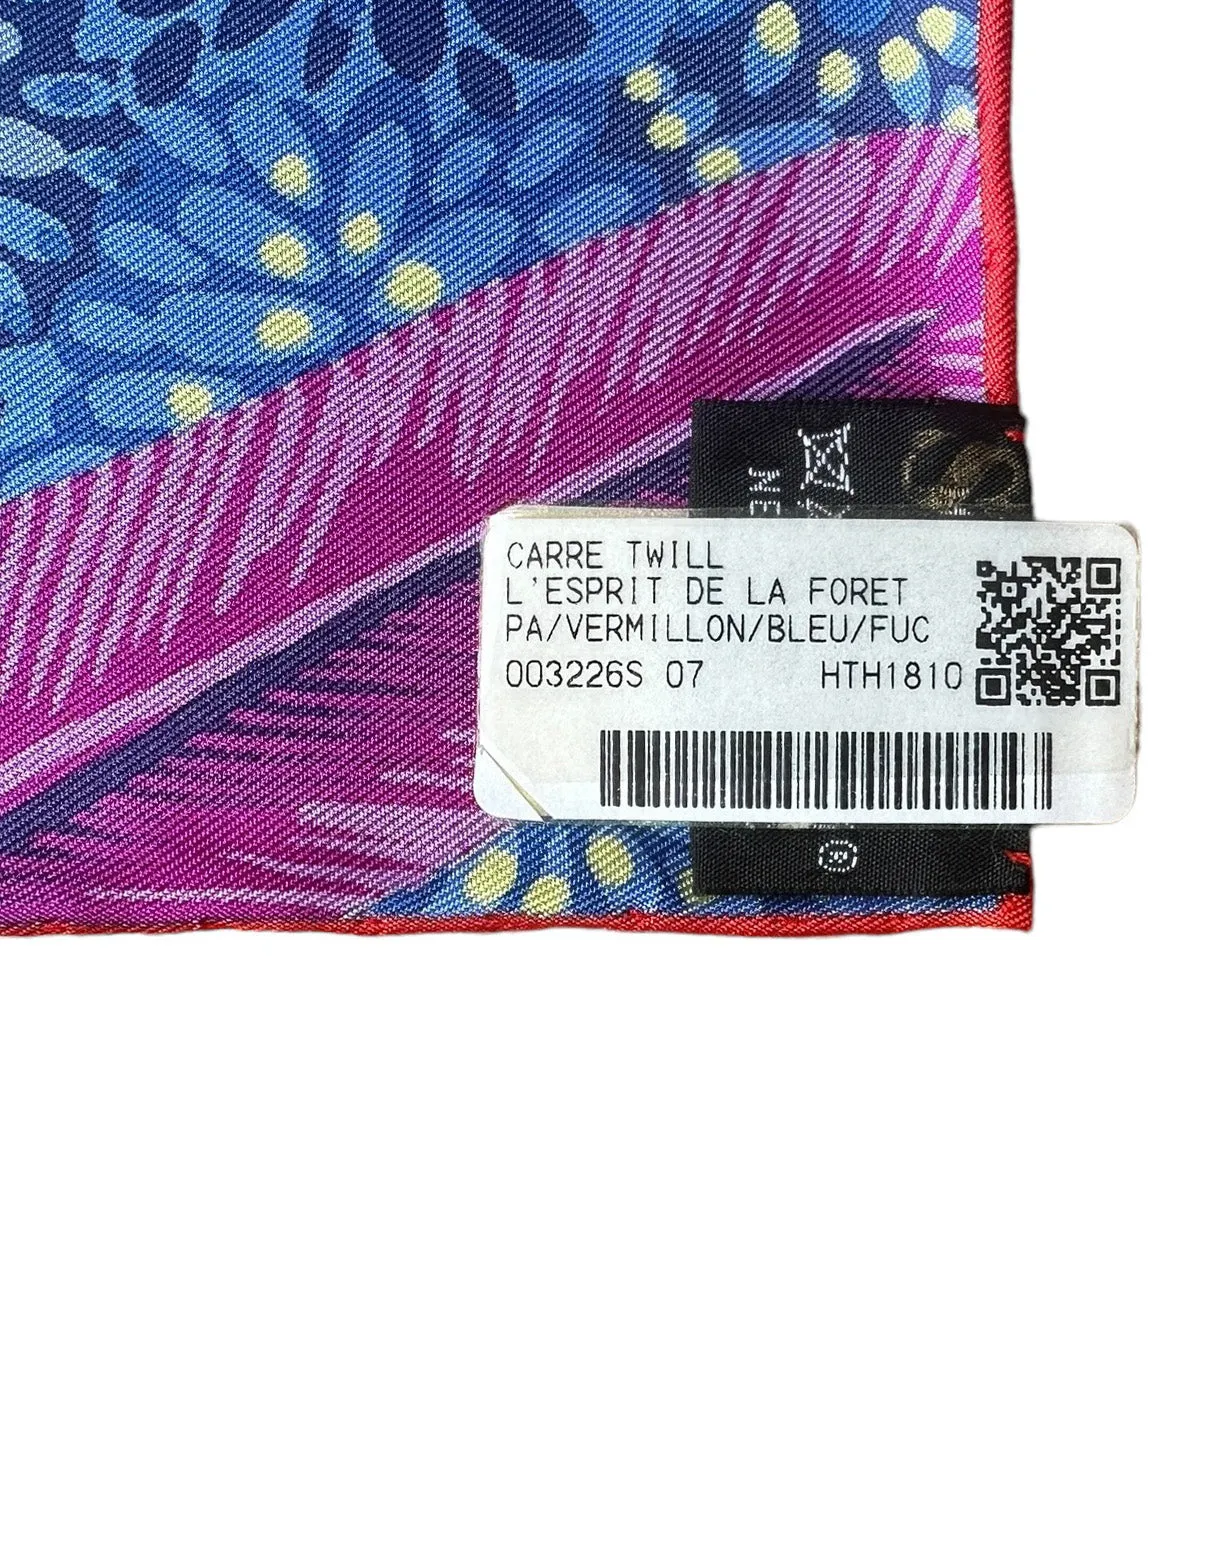 CARRE TWILL
L'ESPRIT DE LA FORET
PA/VERMILLON/BLEU/FUC
003226S 07 HTH1810